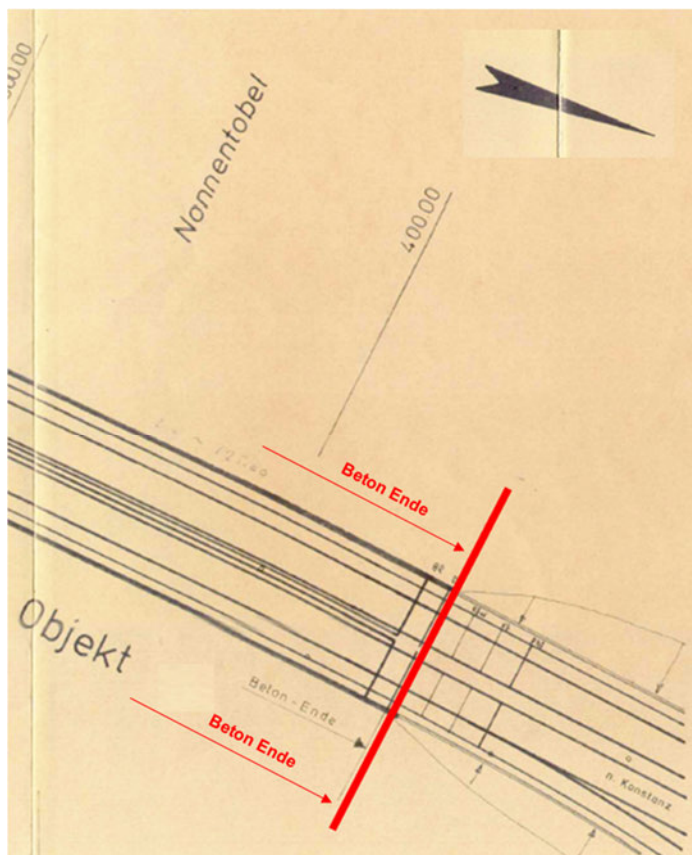 Nonnentobel
400.00
Beton Ende
Objekt
Beton-Ende
Beton Ende
n. Konstanz